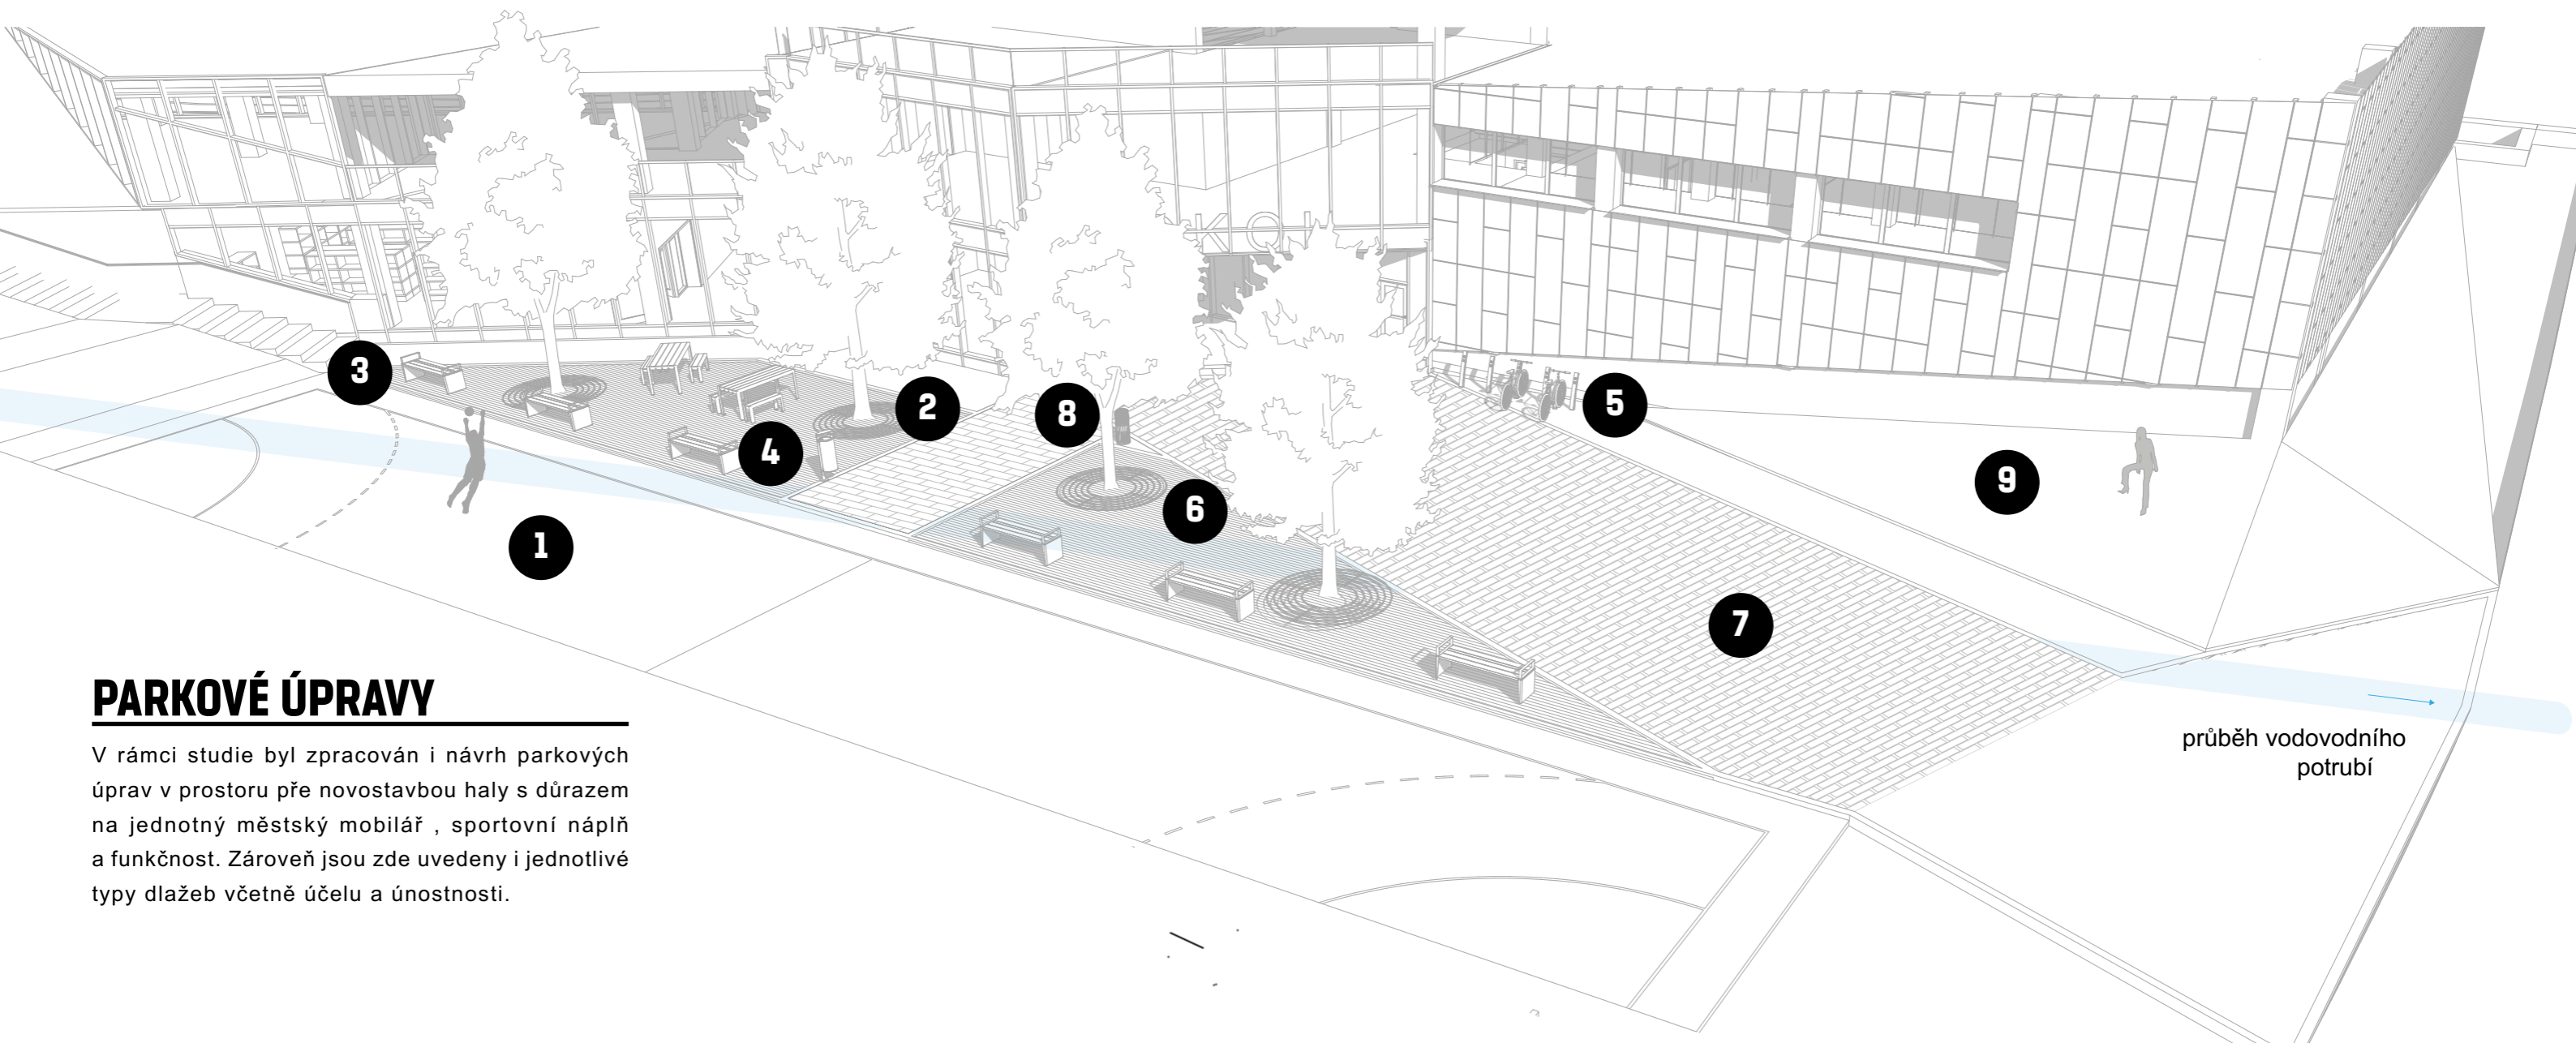 KOU
3
2
8
5
4
9
6
1
7
PARKOVÉ ÚPRAVY
V rámci studie byl zpracován i návrh parkových
úprav v prostoru pře novostavbou haly s důrazem
na jednotný městský mobilář , sportovní náplň
a funkčnost. Zároveň jsou zde uvedeny i jednotlivé
typy dlažeb včetně účelu a únostnosti.
průběh vodovodního
potrubí